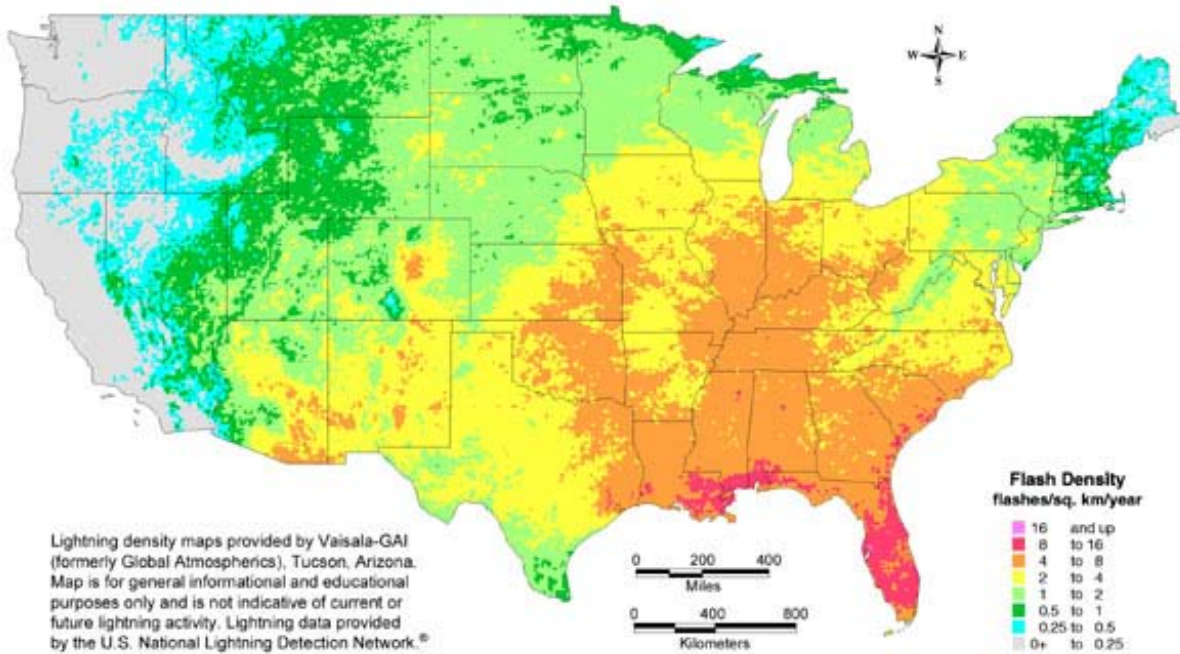 N
W E
S
Flash Density
flashes/sq. km/year
16 and up
8 to 16
4 to 8
2 to 4
1 to 2
0.5 to 1
0.25 to 0.5
0+ to 0.25
Lightning density maps provided by Vaisala-GAI
(formerly Global Atmospherics), Tucson, Arizona.
Map is for general informational and educational
purposes only and is not indicative of current or
future lightning activity. Lightning data provided
by the U.S. National Lightning Detection Network.®
0 200 400
Miles
0 400 800
Kilometers